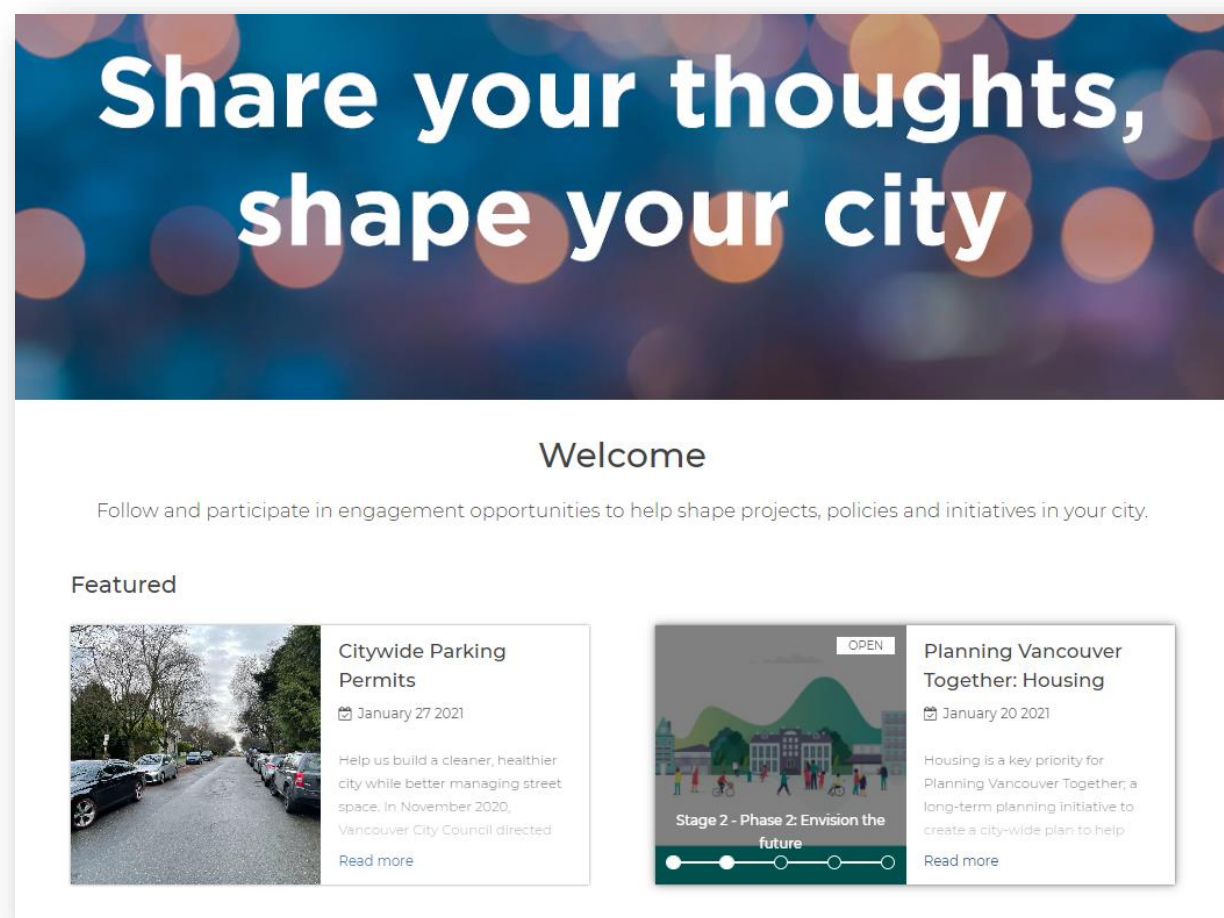 Share your thoughts,
shape your city
Welcome
Follow and participate in engagement opportunities to help shape projects, policies and initiatives in your city.
Featured
Citywide Parking
Permits
January 27 2021
Help us build a cleaner, healthier
city while better managing street
space. In November 2020,
Vancouver City Council directed
Read more
OPEN
Stage 2 - Phase 2: Envision the
future
Planning Vancouver
Together: Housing
January 20 2021
Housing is a key priority for
Planning Vancouver Together; a
long-term planning initiative to
create a city-wide plan to help
Read more